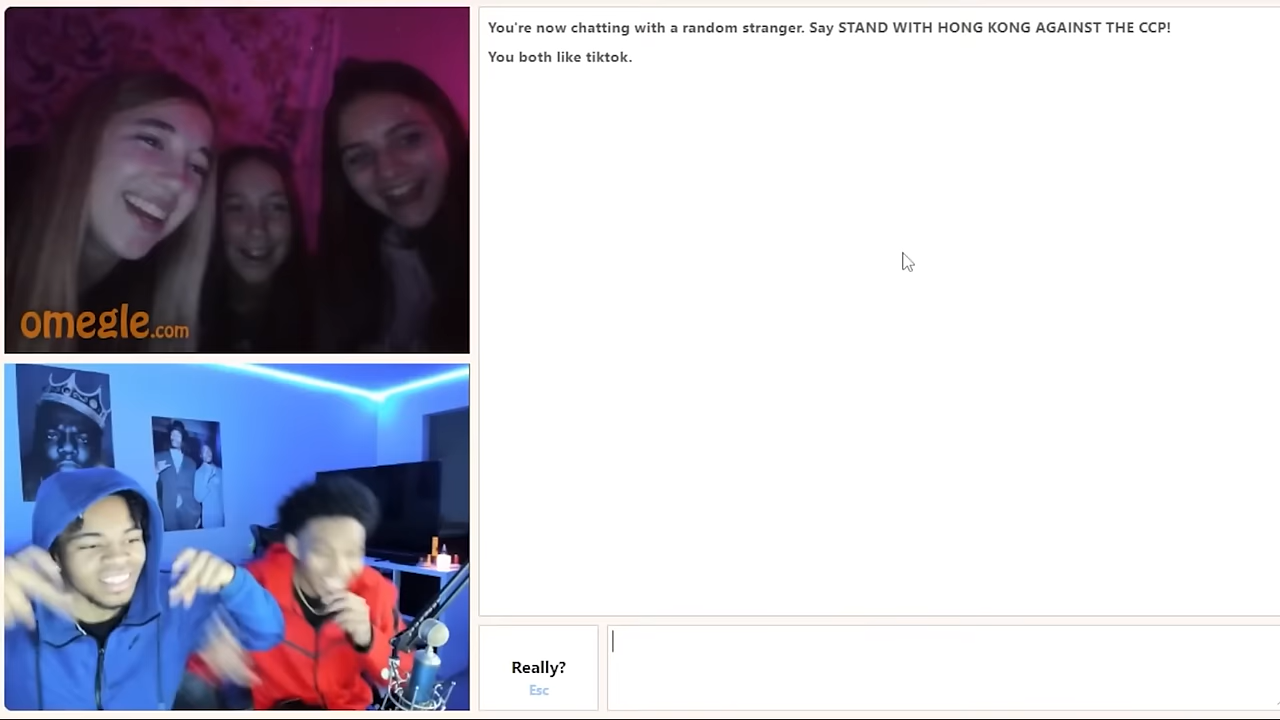 You're now chatting with a random stranger. Say STAND WITH HONG KONG AGAINST THE CCP!
You both like tiktok.
omegle.com
Really?
Esc